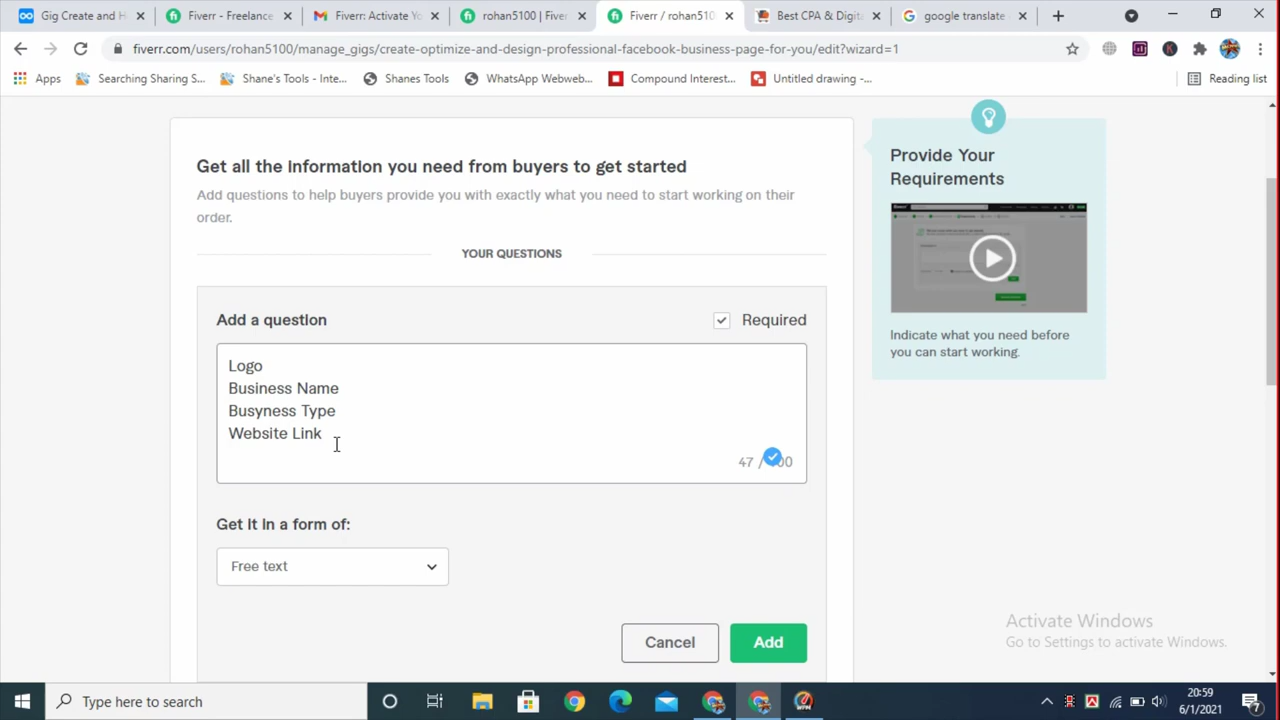 Gig Create and H
Fiverr - Freelance
Fiverr: Activate Yo
rohan5100 | Fiverr
Fiverr / rohan5100
Best CPA & Digita
google translate
fiverr.com/users/rohan5100/manage_gigs/create-optimize-and-design-professional-facebook-business-page-for-you/edit?wizard=1
Apps
Searching Sharing S...
Shane's Tools - Inte...
Shanes Tools
WhatsApp Webweb...
Compound Interest...
Untitled drawing -...
Reading list
Get all the information you need from buyers to get started
Add questions to help buyers provide you with exactly what you need to start working on their
order.
YOUR QUESTIONS
Add a question
Required
Logo
Business Name
Busyness Type
Website Link
47 /
00
Get it in a form of:
Free text
Cancel
Add
Provide Your
Requirements
Indicate what you need before
you can start working.
Activate Windows
Go to Settings to activate Windows.
Type here to search
20:59
6/1/2021
7